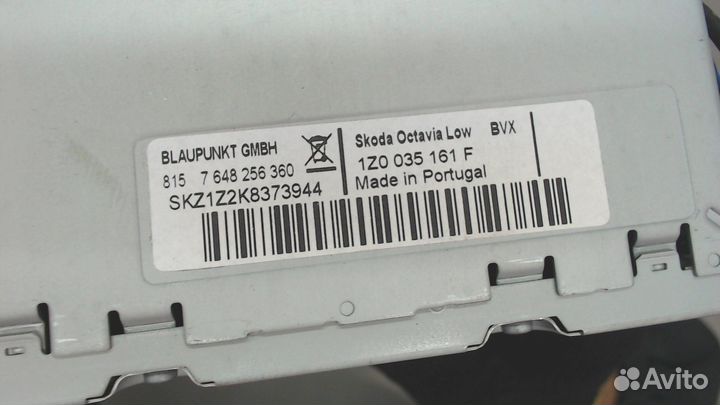 BLAUPUNKT GMBH
815 7 648 256 360
SKZ1Z2K8373944
Skoda Octavia Low BVX
1Z0 035 161 F
Made in Portugal
Avito